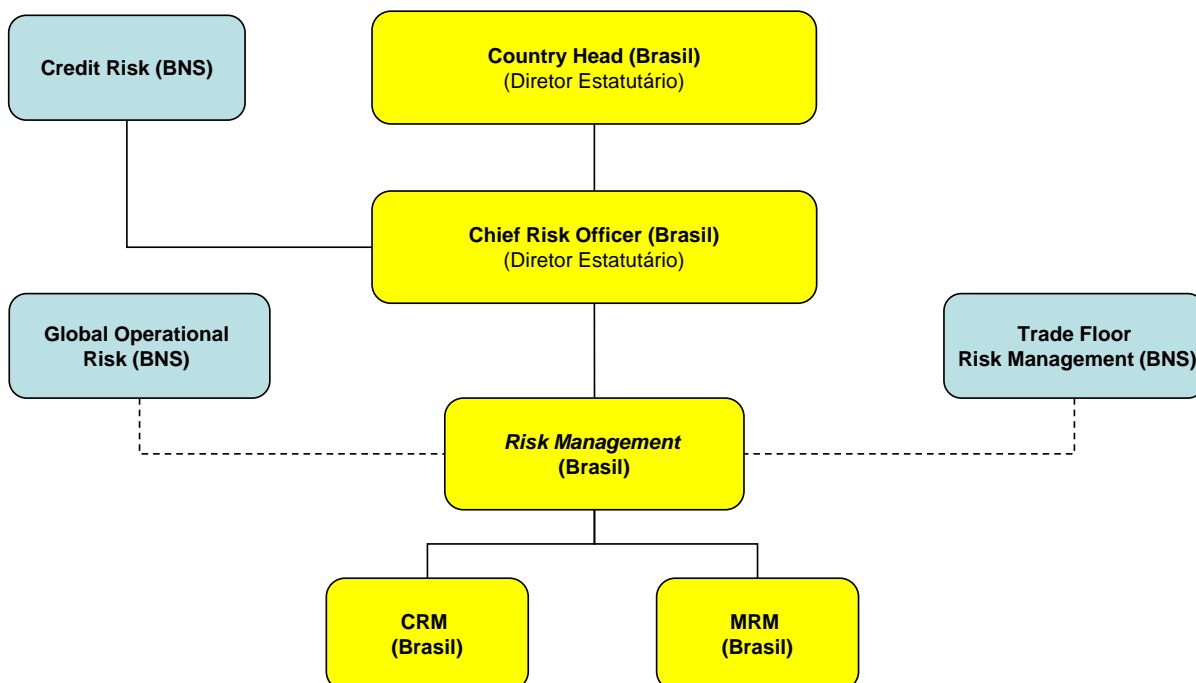 Credit Risk (BNS)
Country Head (Brasil)
(Diretor Estatutário)
Chief Risk Officer (Brasil)
(Diretor Estatutário)
Global Operational
Risk (BNS)
Trade Floor
Risk Management (BNS)
Risk Management
(Brasil)
CRM
(Brasil)
MRM
(Brasil)